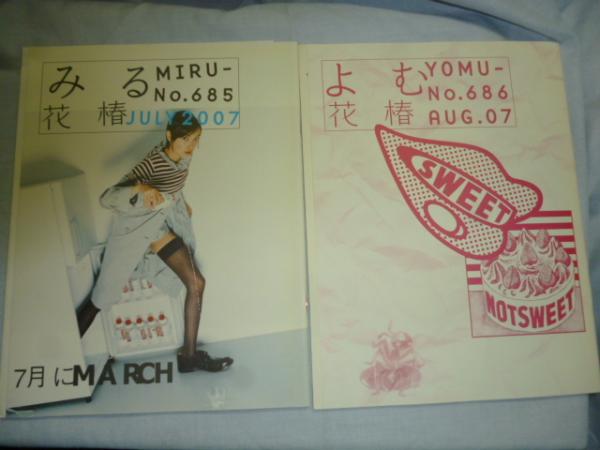 みる MIRU-
花椿 No.685
JULY 2007
7月にMARCH
よむ YOMU-
花椿 No.686
AUG.07
SWEET
NOTSWEET